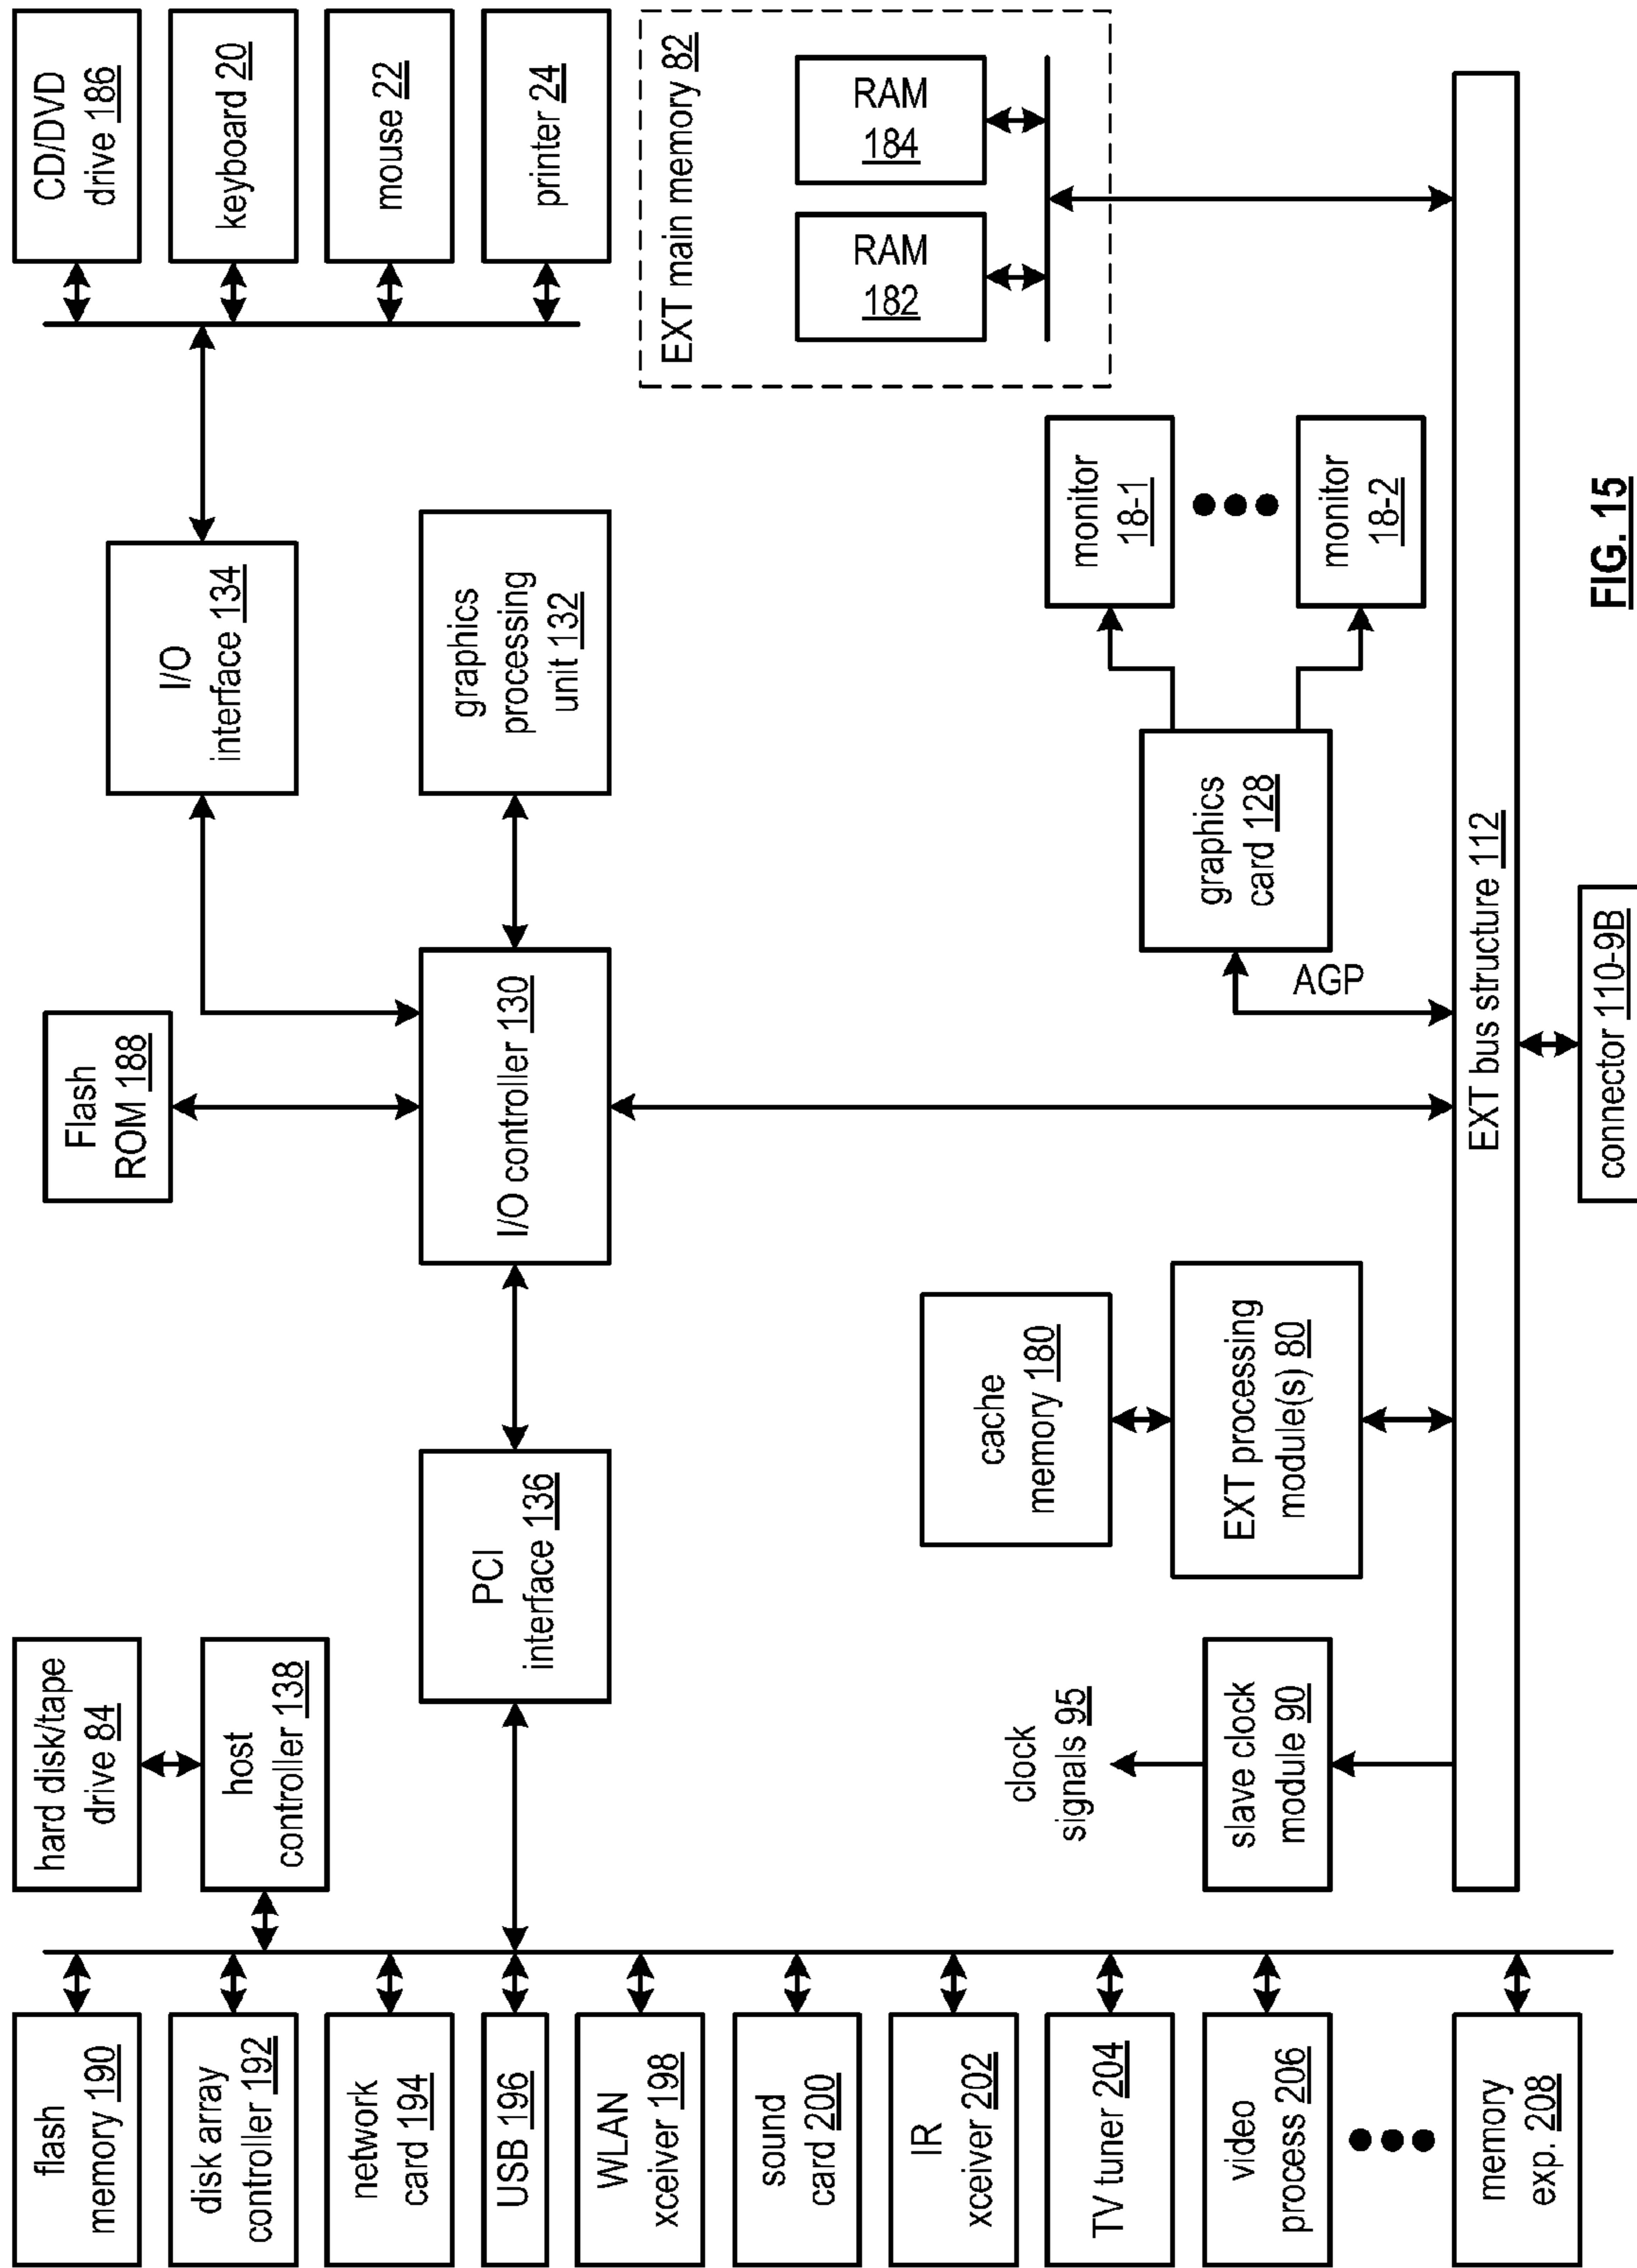 flash
memory 190
disk array
controller 192
network
card 194
USB 196
WLAN
xceiver 198
sound
card 200
IR
xceiver 202
TV tuner 204
video
process 206
memory
exp. 208
hard disk/tape
drive 84
host
controller 138
PCI
interface 136
clock
signals 95
slave clock
module 90
cache
memory 180
EXT processing
module(s) 80
Flash
ROM 188
I/O controller 130
I/O
interface 134
graphics
processing
unit 132
AGP
graphics
card 128
monitor
18-1
monitor
18-2
CD/DVD
drive 186
keyboard 20
mouse 22
printer 24
EXT main memory 82
RAM
182
RAM
184
EXT bus structure 112
connector 110-9B
FIG. 15